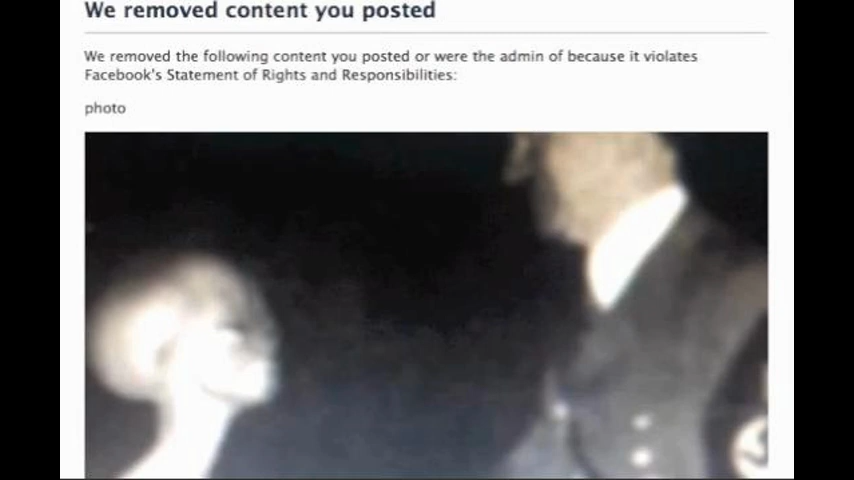 We removed content you posted
We removed the following content you posted or were the admin of because it violates
Facebook's Statement of Rights and Responsibilities:
photo